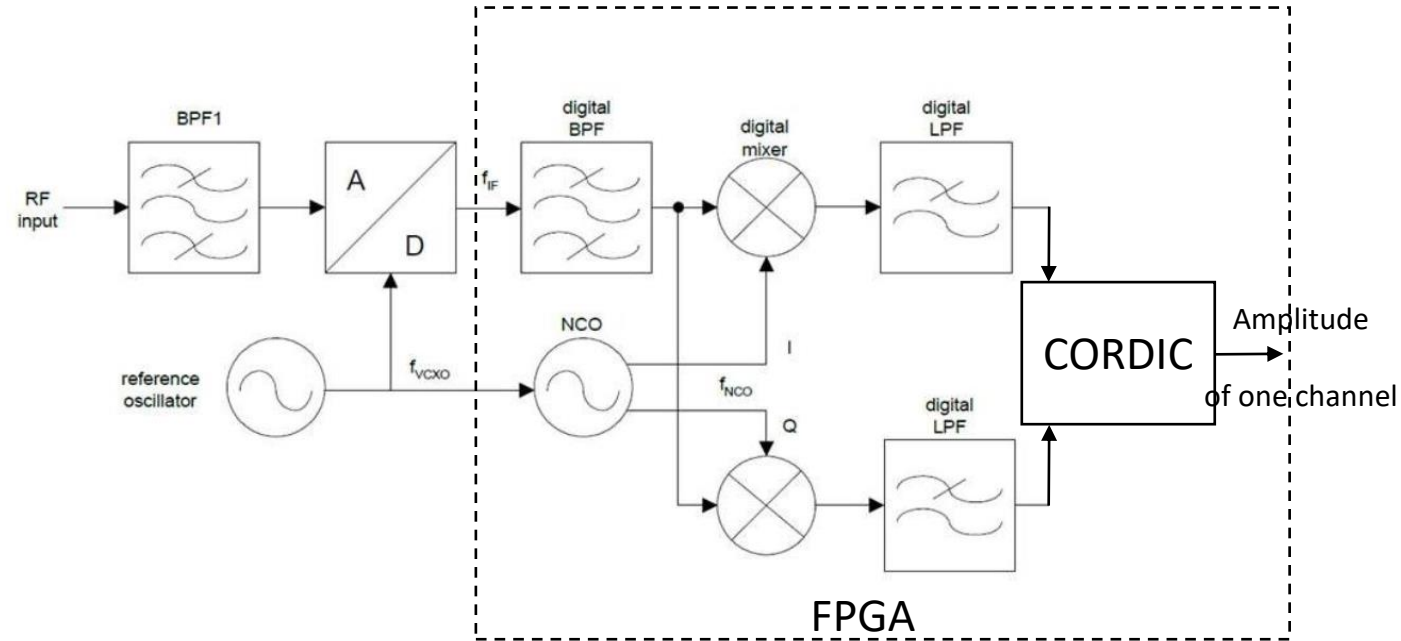 BPF1
digital
BPF
digital
mixer
digital
LPF
RF
input
A
D
f_IF
CORDIC
Amplitude
of one channel
reference
oscillator
f_VCXO
NCO
I
f_NCO
Q
digital
LPF
FPGA